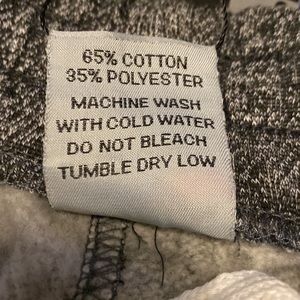 65% COTTON
35% POLYESTER
MACHINE WASH
WITH COLD WATER
DO NOT BLEACH
TUMBLE DRY LOW